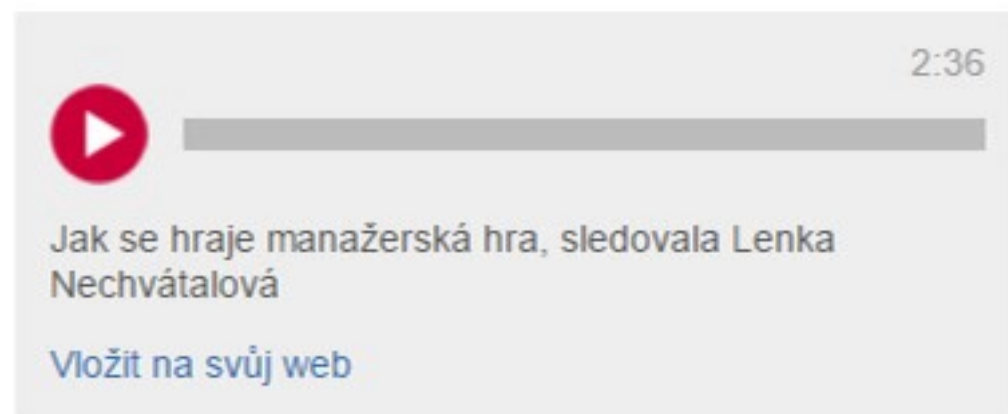 2:36
Jak se hraje manažerská hra, sledovala Lenka
Nechvátalová
Vložit na svůj web